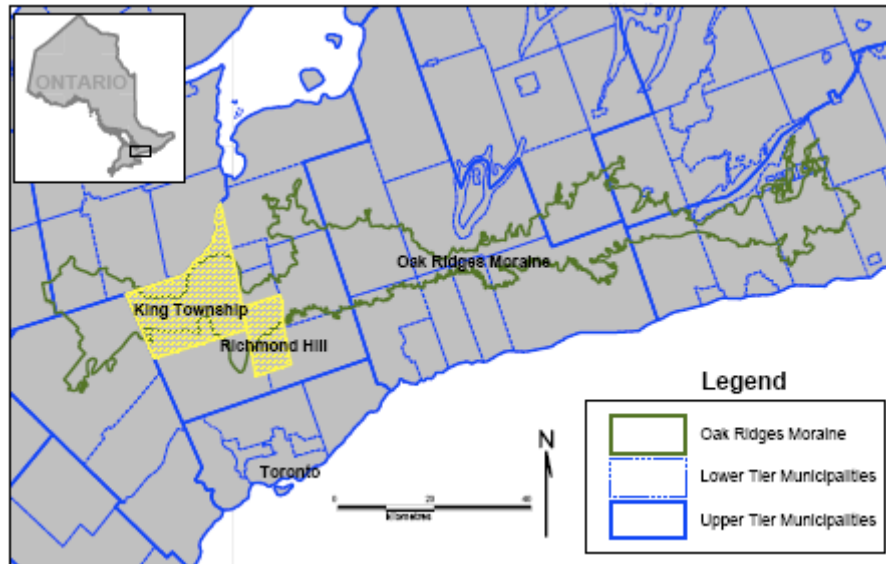 ONTARIO
Oak Ridges Moraine
King Township
Richmond Hill
Toronto
0 20 40
kilometres
N
Legend
Oak Ridges Moraine
Lower Tier Municipalities
Upper Tier Municipalities